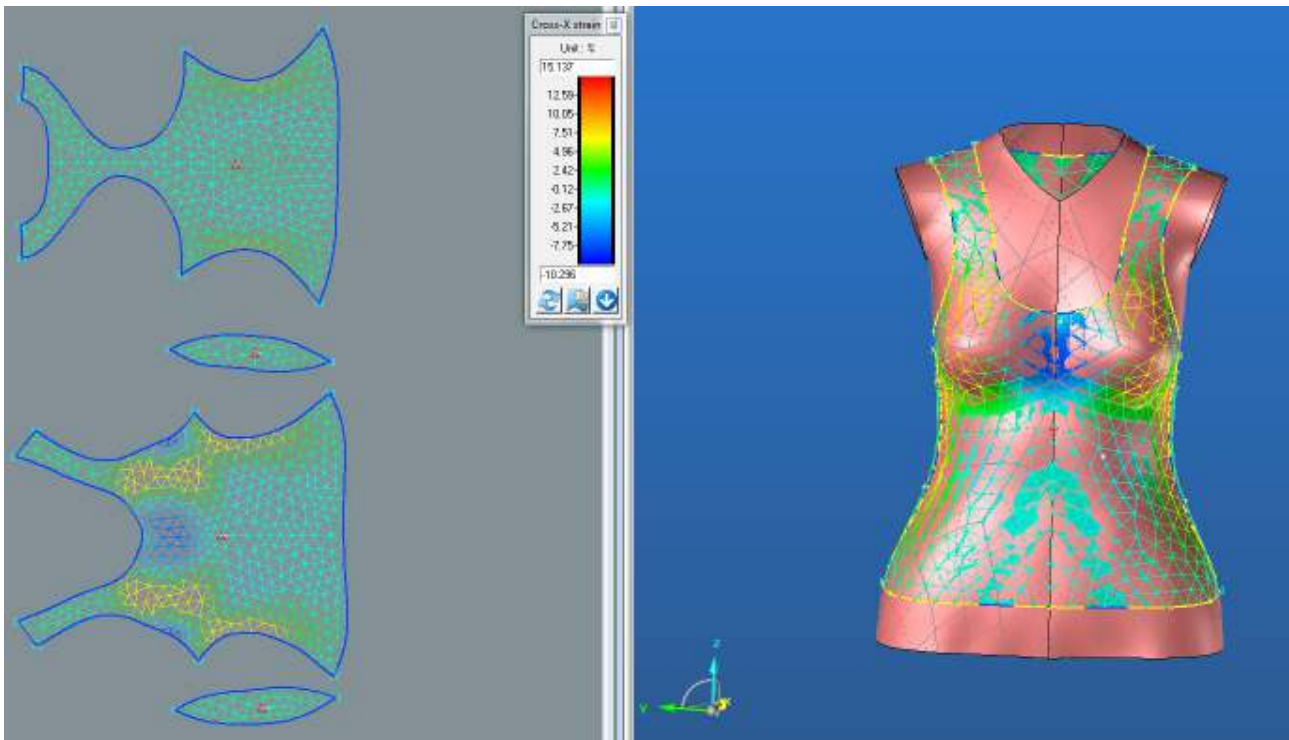 Cross-X strain
Unit : %
15.137
12.59
10.05
7.51
4.96
2.42
-0.12
-2.67
-5.21
-7.75
-10.296
Z
Y
X